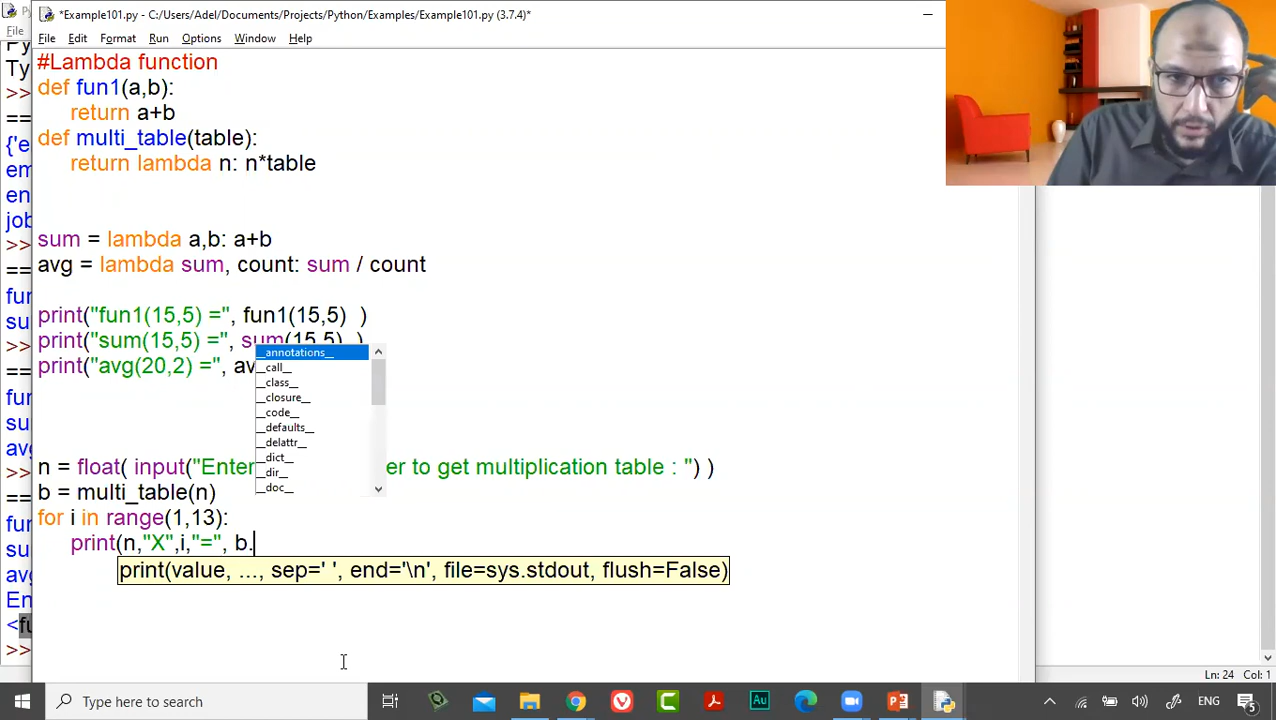 *Example101.py - C:/Users/Adel/Documents/Projects/Python/Examples/Example101.py (3.7.4)*
File Edit Format Run Options Window Help
#Lambda function
def fun1(a,b):
return a+b
def multi_table(table):
return lambda n: n*table
sum = lambda a,b: a+b
avg = lambda sum, count: sum / count
print("fun1(15,5) =", fun1(15,5) )
print("sum(15,5) =", sum(15,5) )
print("avg(20,2) =", av
__annotations__
__call__
__class__
__closure__
__code__
__defaults__
__delattr__
__dict__
__dir__
__doc__
n = float( input("Enter er to get multiplication table : ") )
b = multi_table(n)
for i in range(1,13):
print(n,"X",i,"=", b.
print(value, ..., sep=' ', end='\n', file=sys.stdout, flush=False)
Ln: 24 Col: 1
Type here to search
ENG
5